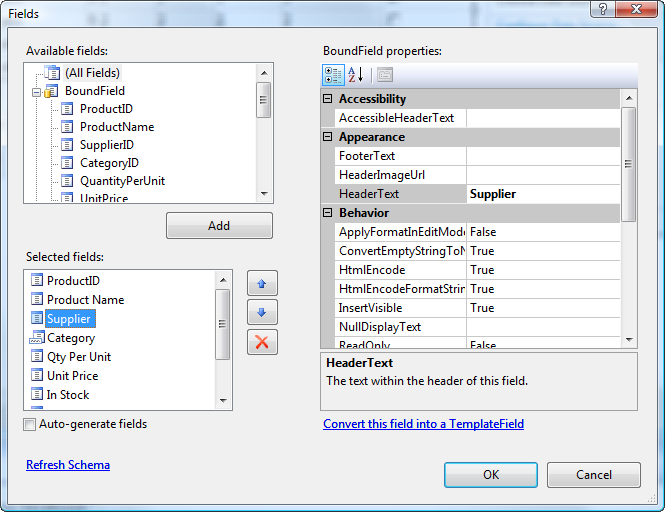 Fields
Available fields:
(All Fields)
BoundField
ProductID
ProductName
SupplierID
CategoryID
QuantityPerUnit
UnitPrice
Add
Selected fields:
ProductID
Product Name
Supplier
Category
Qty Per Unit
Unit Price
In Stock
Auto-generate fields
Refresh Schema
BoundField properties:
Accessibility
AccessibleHeaderText
Appearance
FooterText
HeaderImageUrl
HeaderText Supplier
Behavior
ApplyFormatInEditMode False
ConvertEmptyStringToN True
HtmlEncode True
HtmlEncodeFormatStrin True
InsertVisible True
NullDisplayText
ReadOnly False
HeaderText
The text within the header of this field.
Convert this field into a TemplateField
OK
Cancel